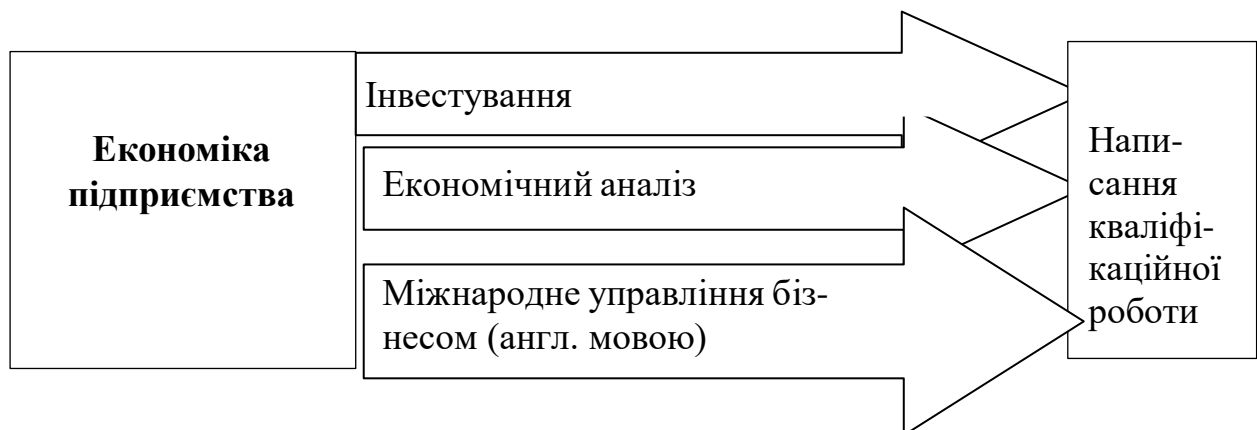 Економіка
підприємства
Інвестування
Економічний аналіз
Міжнародне управління біз-
несом (англ. мовою)
Напи-
сання
кваліфі-
каційної
роботи